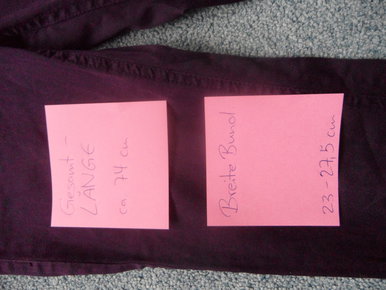 Gesamt-
LÄNGE
ca. 74 cm
Breite Bund
23-27,5 cm